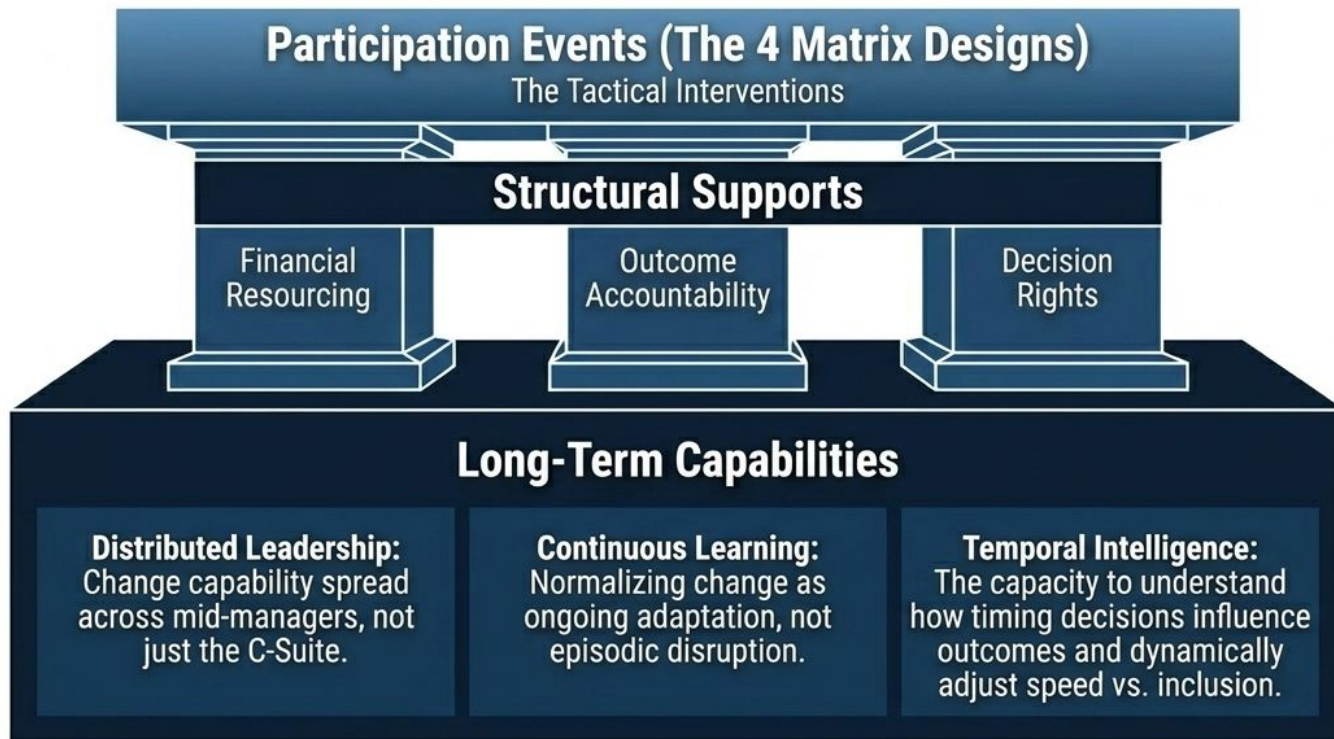 Participation Events (The 4 Matrix Designs)
The Tactical Interventions
Structural Supports
Financial
Resourcing
Outcome
Accountability
Decision
Rights
Long-Term Capabilities
Distributed Leadership:
Change capability spread
across mid-managers, not
just the C-Suite.
Continuous Learning:
Normalizing change as
ongoing adaptation, not
episodic disruption.
Temporal Intelligence:
The capacity to understand
how timing decisions influence
outcomes and dynamically
adjust speed vs. inclusion.